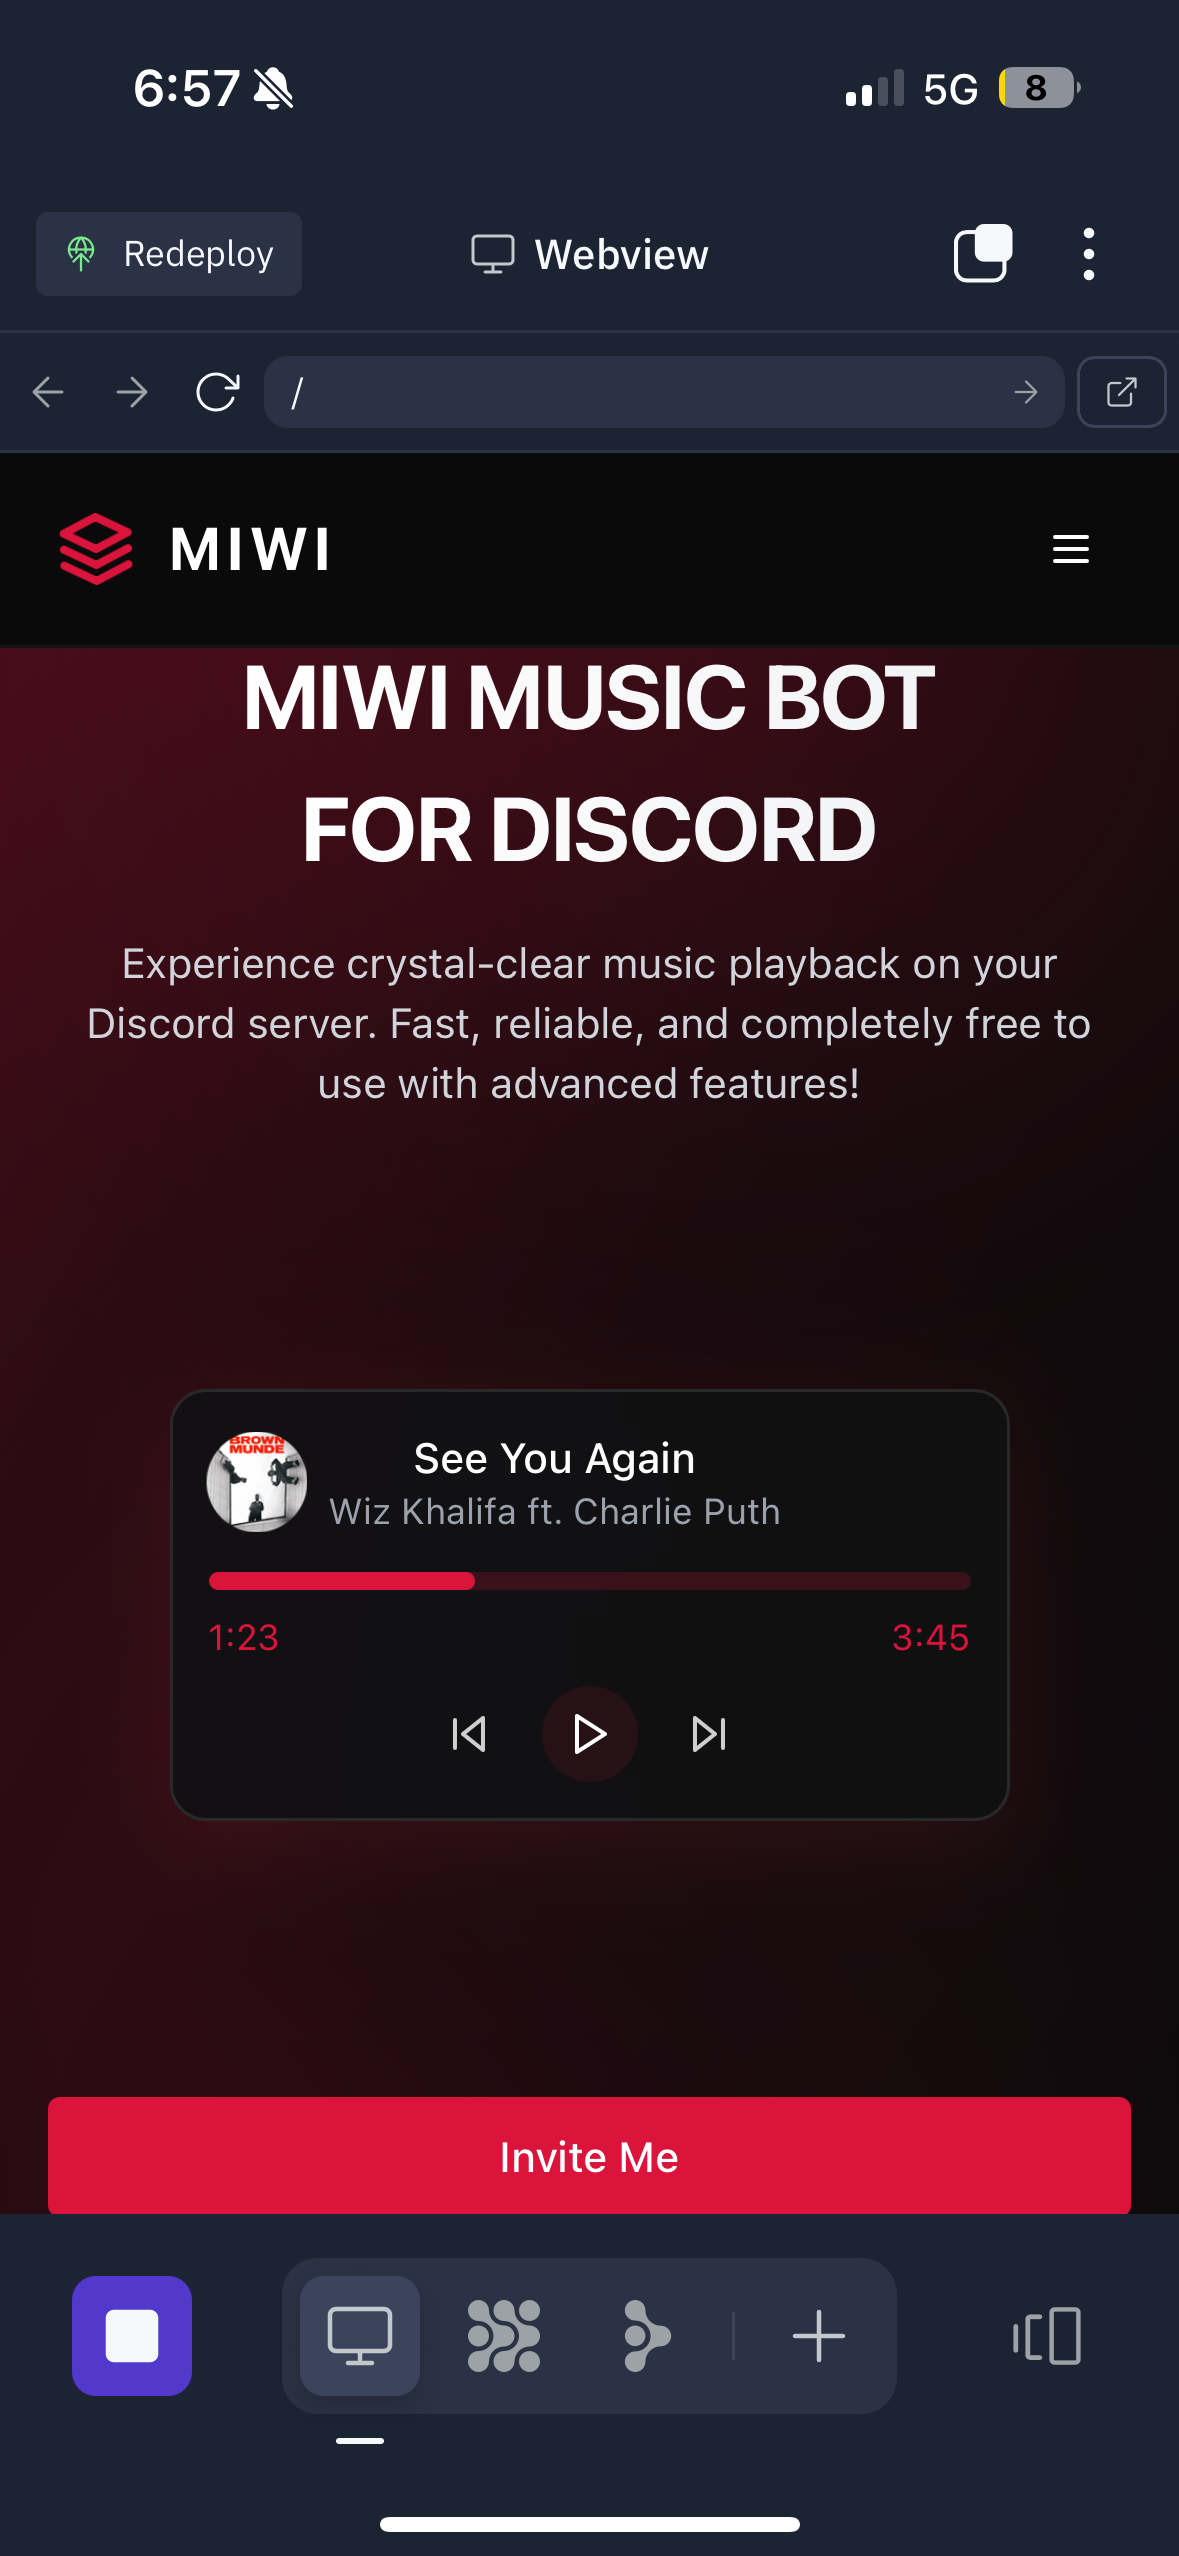 6:57
5G
8
Redeploy
Webview
/
MIWI
MIWI MUSIC BOT
FOR DISCORD
Experience crystal-clear music playback on your
Discord server. Fast, reliable, and completely free to
use with advanced features!
BROWN
MUNDE
See You Again
Wiz Khalifa ft. Charlie Puth
1:23
3:45
Invite Me